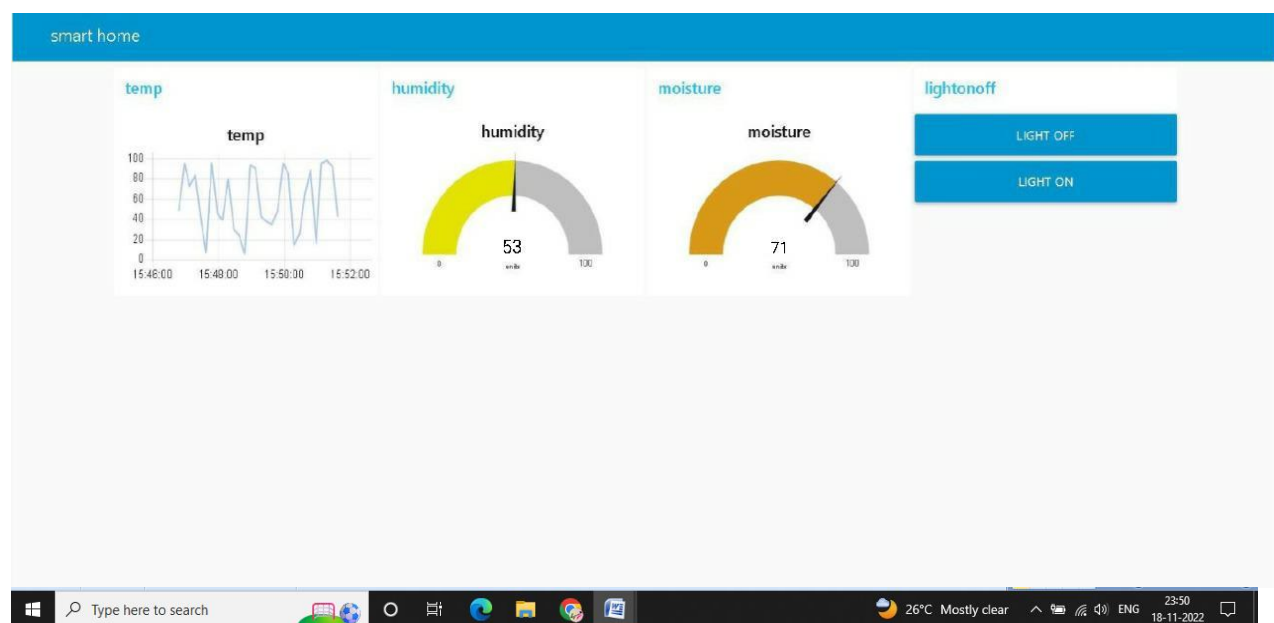 smart home
temp
temp
100
80
60
40
20
0
15:46:00 15:48:00 15:50:00 15:52:00
humidity
humidity
53
units
0 100
moisture
moisture
71
units
0 100
lightonoff
LIGHT OFF
LIGHT ON
Type here to search
26°C Mostly clear
ENG
23:50
18-11-2022